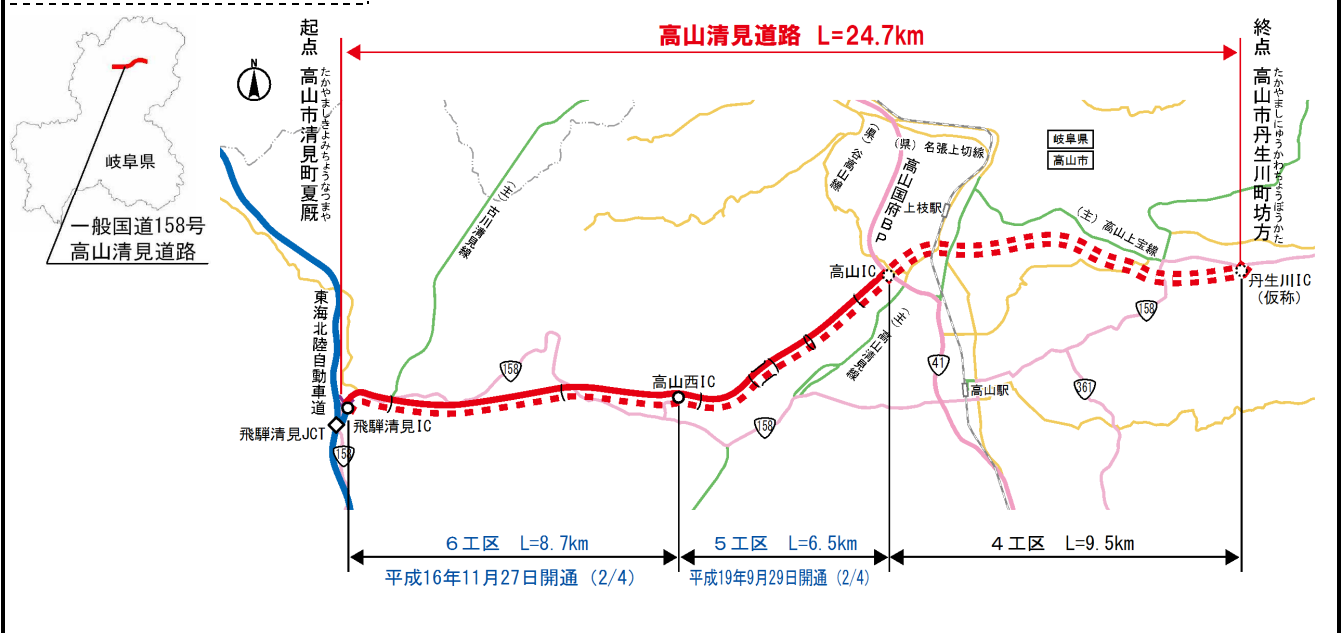 高山清見道路 L=24.7km
起点 高山市清見町夏厩
たかやましきよみちょうなつまや
終点 高山市丹生川町坊方
たかやましにゅうかわちょうぼうかた
N
岐阜県
一般国道158号
高山清見道路
岐阜県
高山市
(主)古川清見線
(県)谷高山線
(県)名張上切線
高山国府BP
上枝駅
(主)高山上宝線
高山IC
丹生川IC
(仮称)
東海北陸自動車道
158
158
(主)高山清見線
41
361
高山西IC
高山駅
飛騨清見IC
飛騨清見JCT
158
158
6工区 L=8.7km
5工区 L=6.5km
4工区 L=9.5km
平成16年11月27日開通(2/4)
平成19年9月29日開通(2/4)